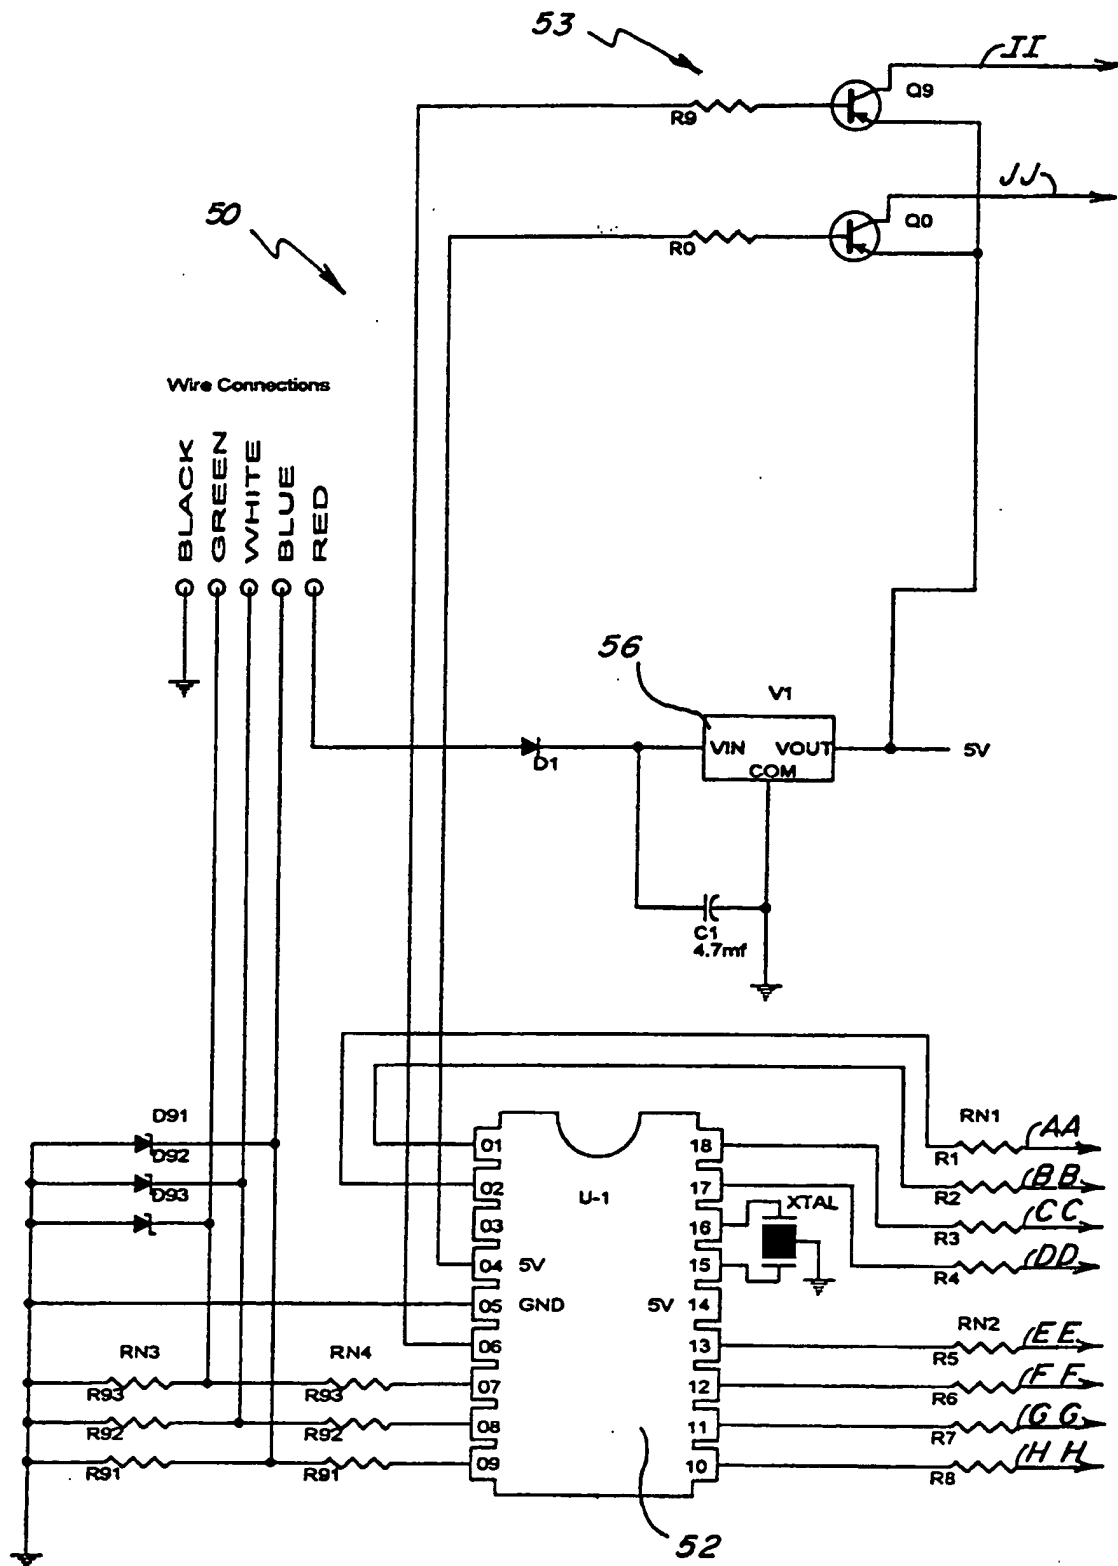 53
II
Q9
R9
JJ
50
Q0
R0
Wire Connections
BLACK
GREEN
WHITE
BLUE
RED
56
V1
VIN VOUT
COM
5V
D1
C1
4.7mf
D91
D92
D93
RN1
AA
R1
BB
R2
CC
R3
DD
R4
01 18
02 17
U-1
XTAL
03 16
04 5V 15
05 GND 5V 14
06 13
07 12
08 11
09 10
RN2
EE
R5
FF
R6
GG
R7
HH
R8
RN3 RN4
R93 R93
R92 R92
R91 R91
52